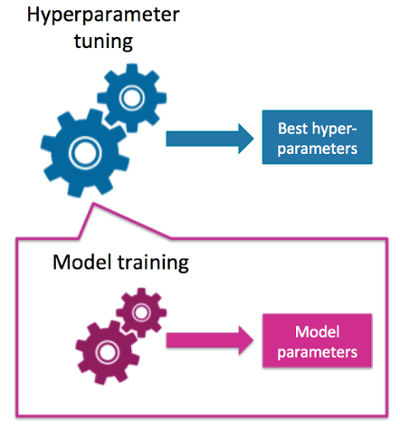 Hyperparameter
tuning
Best hyper-
parameters
Model training
Model
parameters